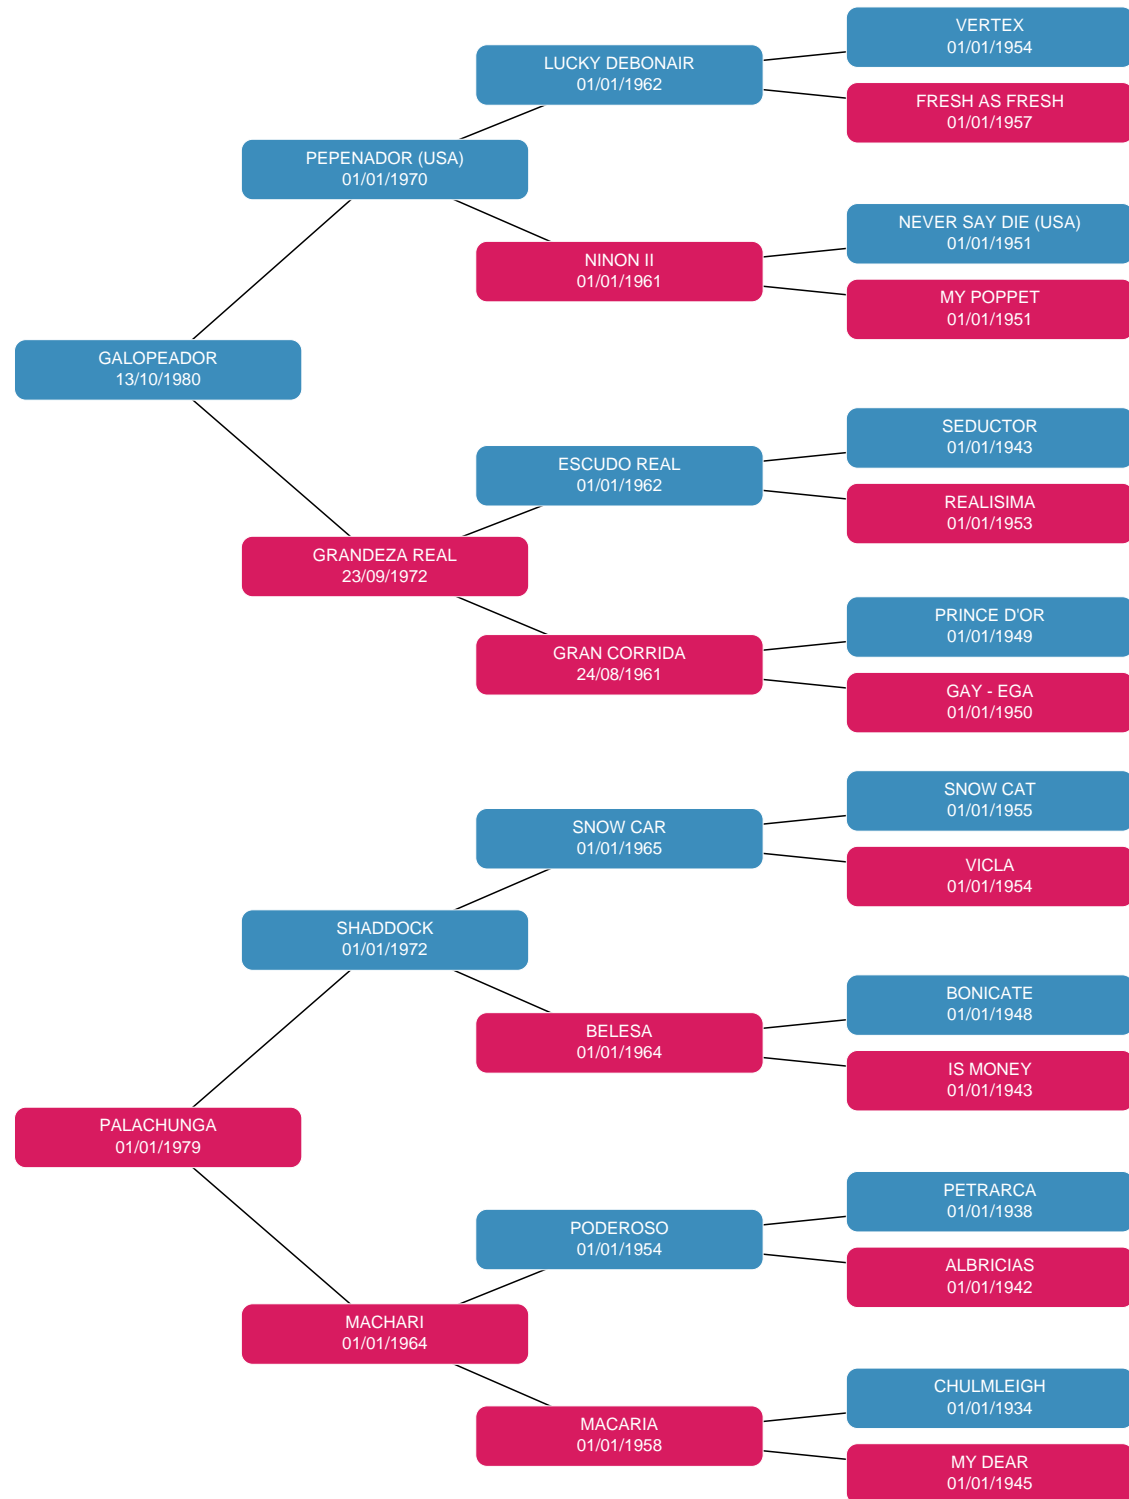 VERTEX
01/01/1954
LUCKY DEBONAIR
01/01/1962
FRESH AS FRESH
01/01/1957
PEPENADOR (USA)
01/01/1970
NEVER SAY DIE (USA)
01/01/1951
NINON II
01/01/1961
MY POPPET
01/01/1951
GALOPEADOR
13/10/1980
SEDUCTOR
01/01/1943
ESCUDO REAL
01/01/1962
REALISIMA
01/01/1953
GRANDEZA REAL
23/09/1972
PRINCE D'OR
01/01/1949
GRAN CORRIDA
24/08/1961
GAY - EGA
01/01/1950
SNOW CAT
01/01/1955
SNOW CAR
01/01/1965
VICLA
01/01/1954
SHADDOCK
01/01/1972
BONICATE
01/01/1948
BELESA
01/01/1964
IS MONEY
01/01/1943
PALACHUNGA
01/01/1979
PETRARCA
01/01/1938
PODEROSO
01/01/1954
ALBRICIAS
01/01/1942
MACHARI
01/01/1964
CHULMLEIGH
01/01/1934
MACARIA
01/01/1958
MY DEAR
01/01/1945